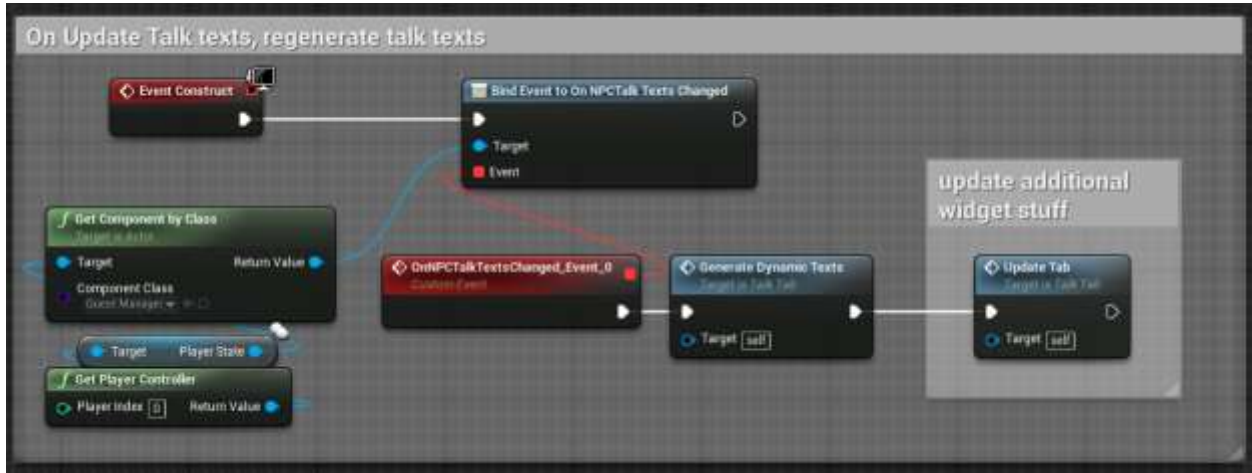 On Update Talk texts, regenerate talk texts
Event Construct
Bind Event to On NPCTalk Texts Changed
Target
Event
update additional
widget stuff
Get Component by Class
Target is Actor
Target
Return Value
Component Class
Quest Manager
OnNPCTalkTextsChanged_Event_0
Custom Event
Generate Dynamic Texts
Target is Talk Tab
Target self
Update Tab
Target is Talk Tab
Target self
Target
Player State
Get Player Controller
Player Index 0
Return Value